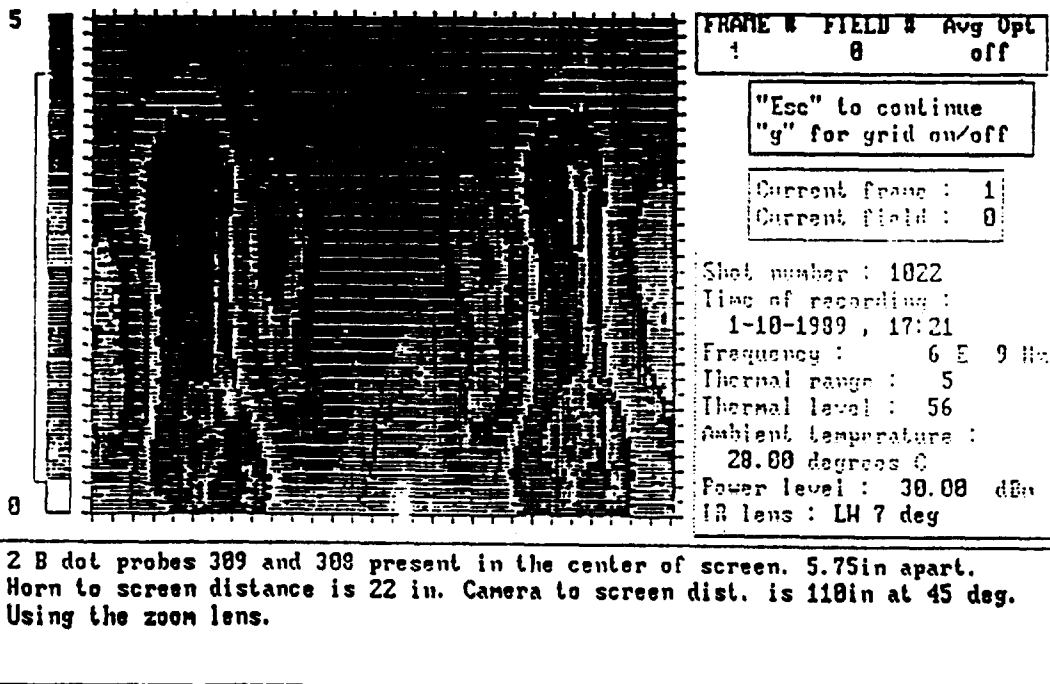 5
0
FRAME # FIELD # Avg Opt
1 0 off
"Esc" to continue
"g" for grid on/off
Current frame : 1
Current field : 0
Shot number : 1022
Time of recording :
1-10-1989 , 17:21
Frequency : 6 E 9 Hz
Thermal range : 5
Thermal level : 56
Ambient temperature :
28.00 degrees C
Power level : 30.00 dBm
IR lens : LW 7 deg
2 B dot probes 309 and 308 present in the center of screen. 5.75in apart.
Horn to screen distance is 22 in. Camera to screen dist. is 110in at 45 deg.
Using the zoom lens.